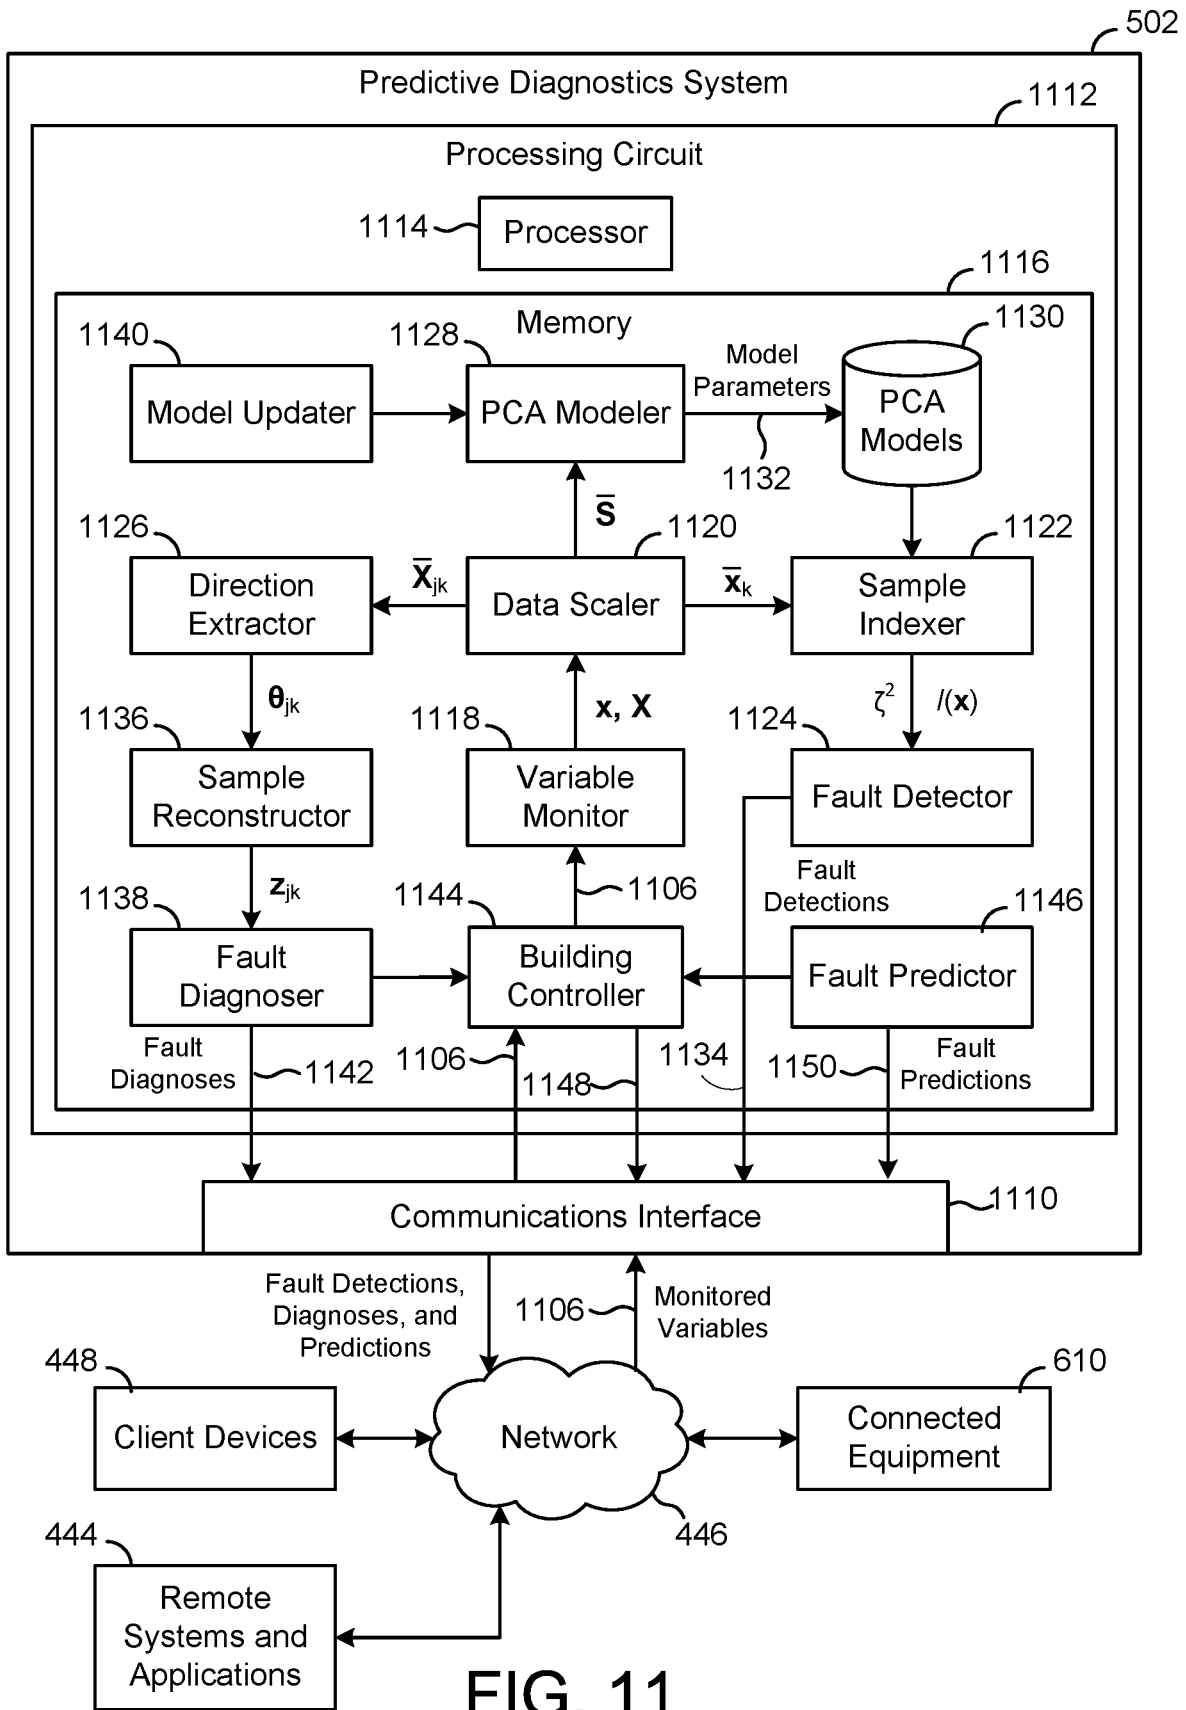 502
Predictive Diagnostics System
1112
Processing Circuit
1114
Processor
1116
Memory
1140
Model Updater
1128
PCA Modeler
Model
Parameters
1132
1130
PCA
Models
S̅
1126
Direction
Extractor
X̅jk
1120
Data Scaler
x̅k
1122
Sample
Indexer
θjk
x, X
ζ² I(x)
1136
Sample
Reconstructor
1118
Variable
Monitor
1124
Fault Detector
zjk
1106
Fault
Detections
1138
Fault
Diagnoser
1144
Building
Controller
1146
Fault Predictor
Fault
Diagnoses
1142
1106
1148
1134
1150
Fault
Predictions
Communications Interface
1110
Fault Detections,
Diagnoses, and
Predictions
1106
Monitored
Variables
448
Client Devices
Network
446
610
Connected
Equipment
444
Remote
Systems and
Applications
FIG. 11